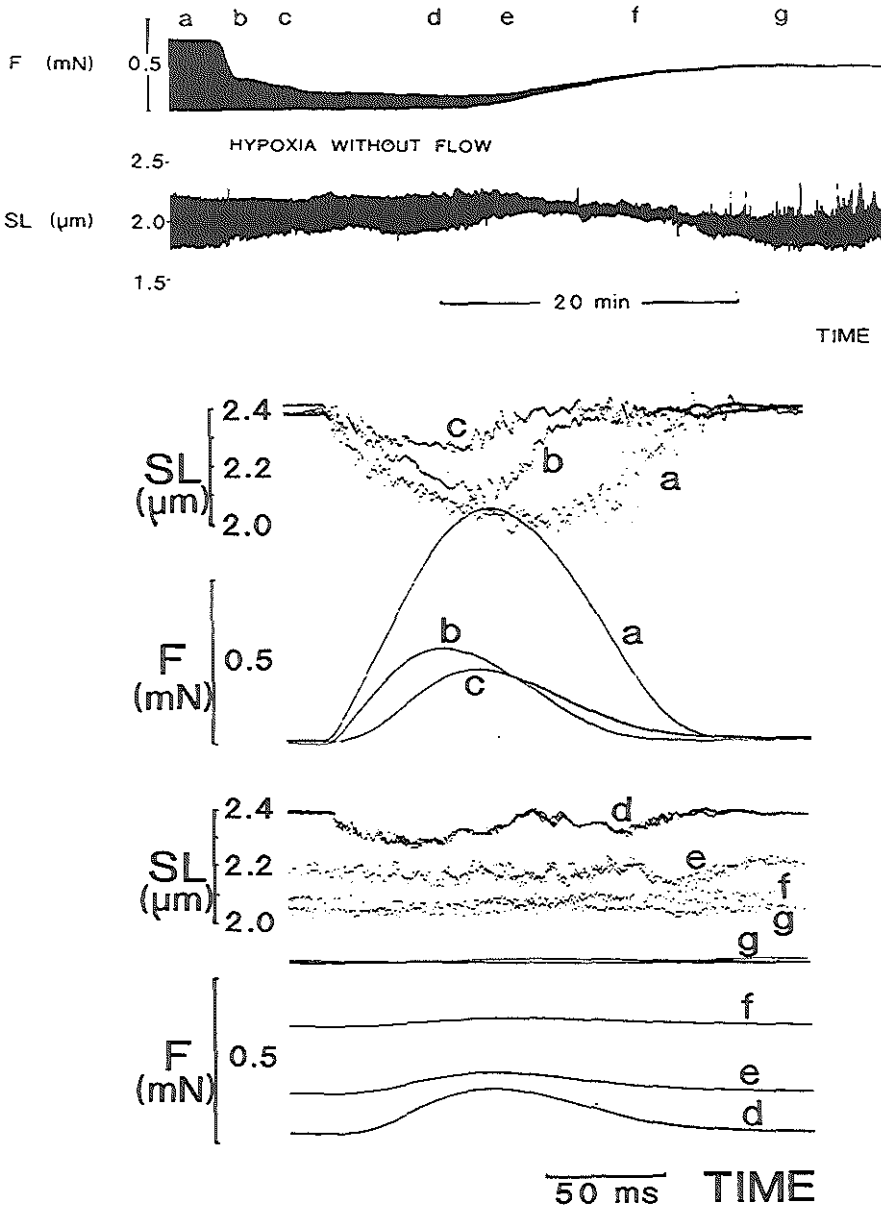 a b c d e f g
F (mN) 0.5
HYPOXIA WITHOUT FLOW
2.5-
SL (µm) 2.0-
1.5-
20 min
TIME
2.4
c
SL 2.2 b a
(µm)
2.0
b a
F 0.5
(mN) c
2.4 d
SL 2.2 e
(µm) f
2.0 g
g
f
F 0.5
(mN) e
d
50 ms TIME